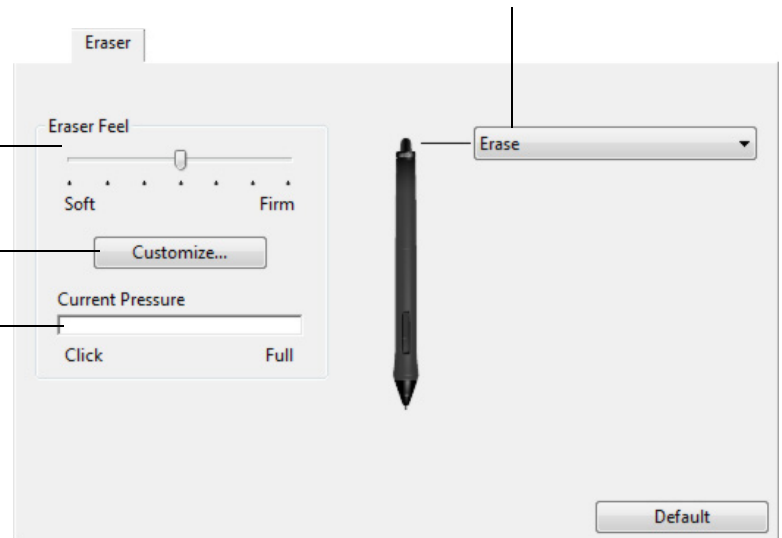 Eraser
Eraser Feel
Erase
Soft Firm
Customize...
Current Pressure
Click Full
Default